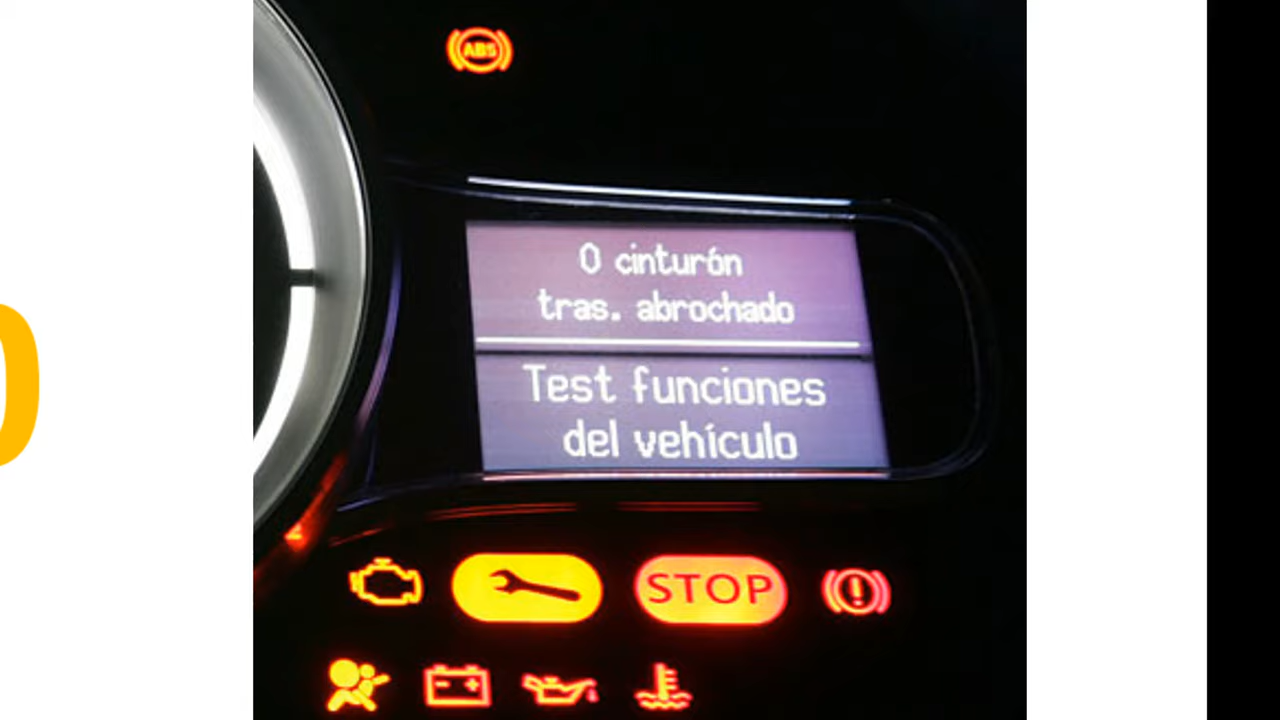 ABS
0 cinturón
tras. abrochado
Test funciones
del vehículo
STOP